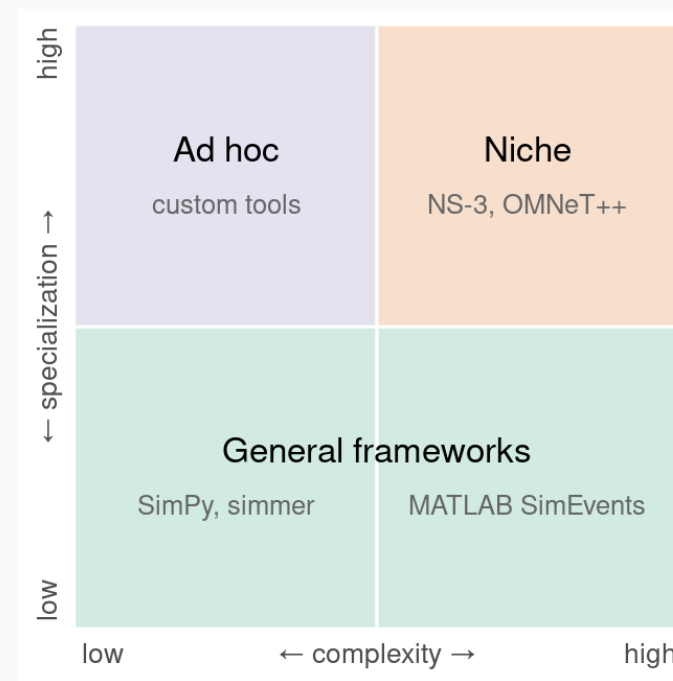 high
Ad hoc
Niche
custom tools
NS-3, OMNeT++
← specialization →
General frameworks
SimPy, simmer
MATLAB SimEvents
low
low
← complexity →
high